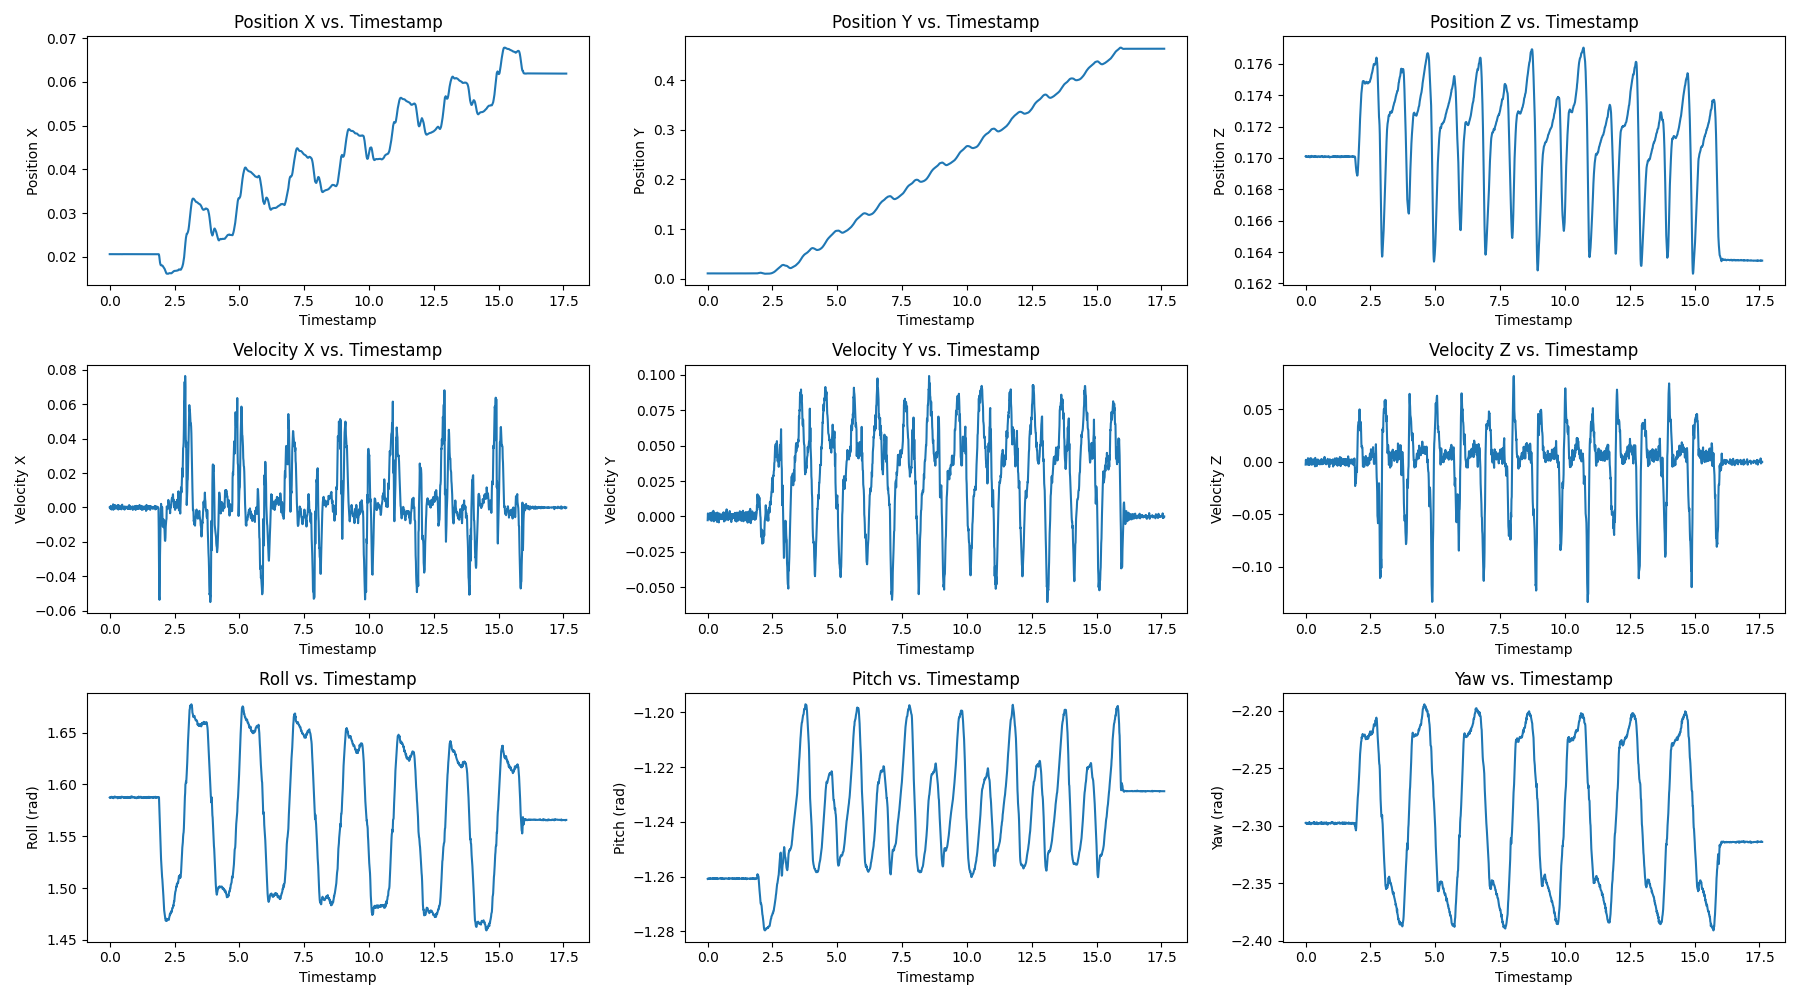 Position X vs. Timestamp
Position X
0.07
0.06
0.05
0.04
0.03
0.02
0.0 2.5 5.0 7.5 10.0 12.5 15.0 17.5
Timestamp
Position Y vs. Timestamp
Position Y
0.4
0.3
0.2
0.1
0.0
0.0 2.5 5.0 7.5 10.0 12.5 15.0 17.5
Timestamp
Position Z vs. Timestamp
Position Z
0.176
0.174
0.172
0.170
0.168
0.166
0.164
0.162
0.0 2.5 5.0 7.5 10.0 12.5 15.0 17.5
Timestamp
Velocity X vs. Timestamp
Velocity X
0.08
0.06
0.04
0.02
0.00
−0.02
−0.04
−0.06
0.0 2.5 5.0 7.5 10.0 12.5 15.0 17.5
Timestamp
Velocity Y vs. Timestamp
Velocity Y
0.100
0.075
0.050
0.025
0.000
−0.025
−0.050
0.0 2.5 5.0 7.5 10.0 12.5 15.0 17.5
Timestamp
Velocity Z vs. Timestamp
Velocity Z
0.05
0.00
−0.05
−0.10
0.0 2.5 5.0 7.5 10.0 12.5 15.0 17.5
Timestamp
Roll vs. Timestamp
Roll (rad)
1.65
1.60
1.55
1.50
1.45
0.0 2.5 5.0 7.5 10.0 12.5 15.0 17.5
Timestamp
Pitch vs. Timestamp
Pitch (rad)
−1.20
−1.22
−1.24
−1.26
−1.28
0.0 2.5 5.0 7.5 10.0 12.5 15.0 17.5
Timestamp
Yaw vs. Timestamp
Yaw (rad)
−2.20
−2.25
−2.30
−2.35
−2.40
0.0 2.5 5.0 7.5 10.0 12.5 15.0 17.5
Timestamp